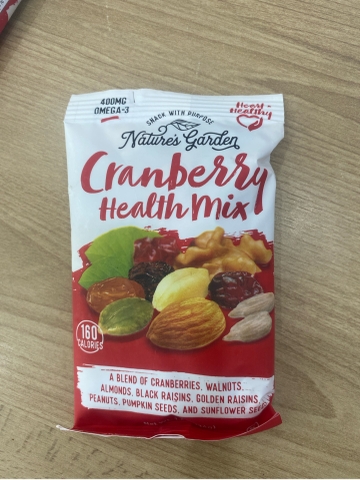 400MG
OMEGA-3
SNACK WITH PURPOSE
Heart
Healthy
Nature's Garden
Cranberry
Health Mix
160
CALORIES
A BLEND OF CRANBERRIES, WALNUTS,
ALMONDS, BLACK RAISINS, GOLDEN RAISINS,
PEANUTS, PUMPKIN SEEDS, AND SUNFLOWER